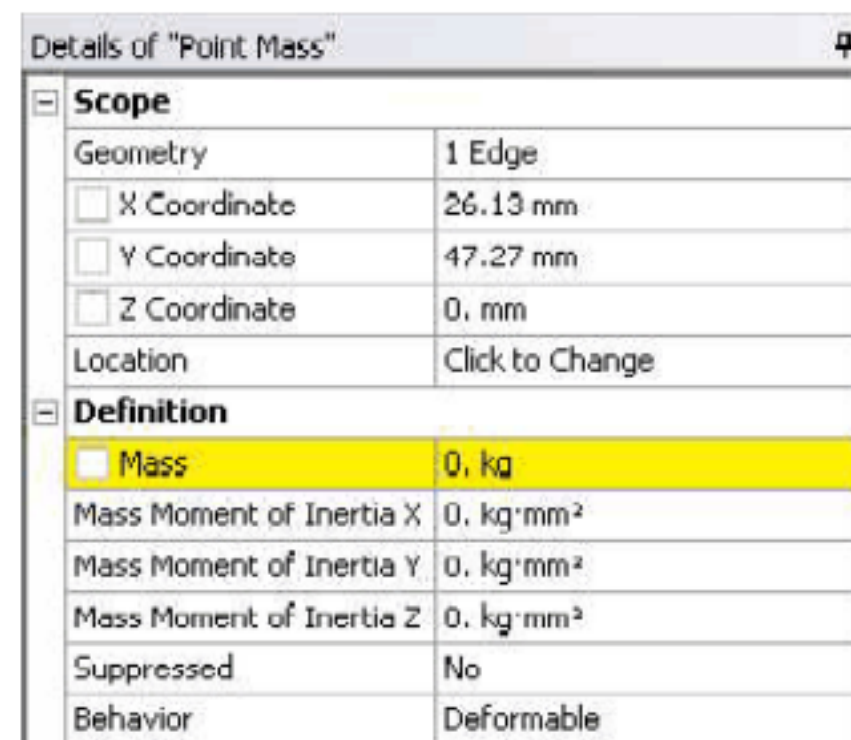 Details of "Point Mass"
Scope
Geometry 1 Edge
X Coordinate 26.13 mm
Y Coordinate 47.27 mm
Z Coordinate 0. mm
Location Click to Change
Definition
Mass 0. kg
Mass Moment of Inertia X 0. kg·mm²
Mass Moment of Inertia Y 0. kg·mm²
Mass Moment of Inertia Z 0. kg·mm²
Suppressed No
Behavior Deformable